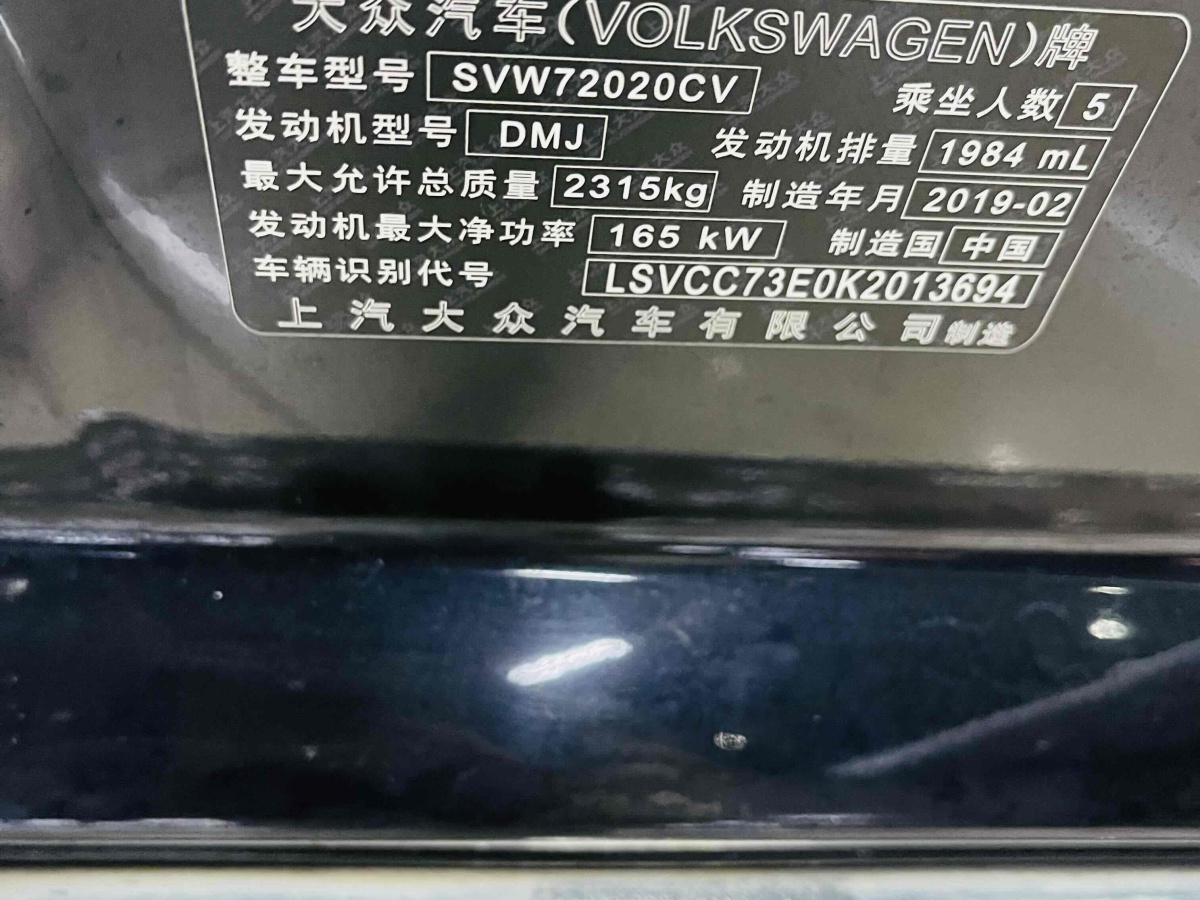 大众汽车(VOLKSWAGEN)牌
整车型号 SVW72020CV 乘坐人数 5
发动机型号 DMJ 发动机排量 1984 mL
最大允许总质量 2315kg 制造年月 2019-02
发动机最大净功率 165 kW 制造国 中国
车辆识别代号 LSVCC73E0K2013694
上汽大众汽车有限公司制造